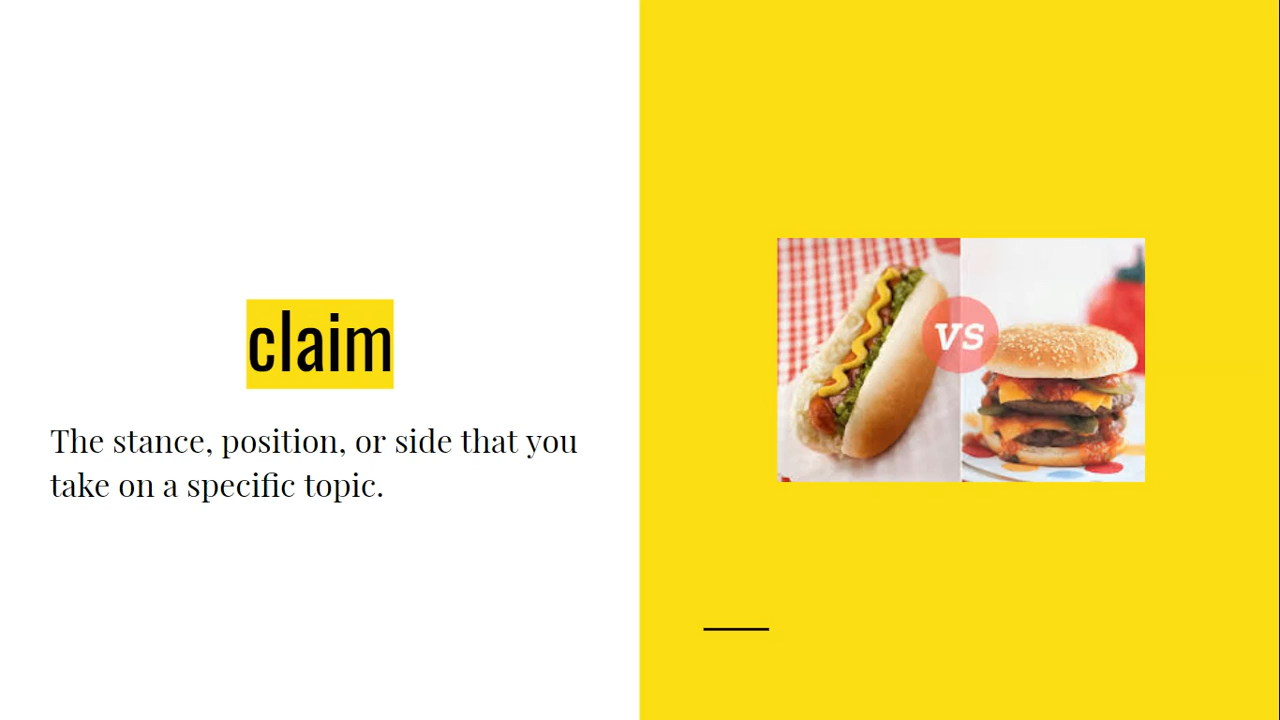 claim
The stance, position, or side that you
take on a specific topic.
VS